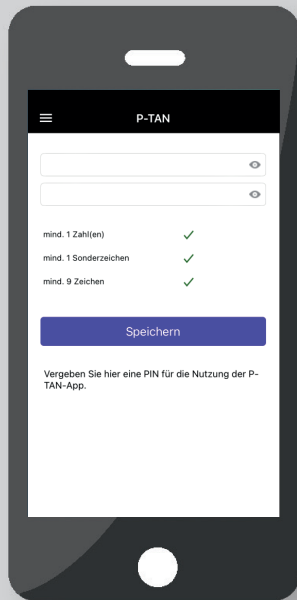 P-TAN
mind. 1 Zahl(en)
mind. 1 Sonderzeichen
mind. 9 Zeichen
Speichern
Vergeben Sie hier eine PIN für die Nutzung der P-
TAN-App.